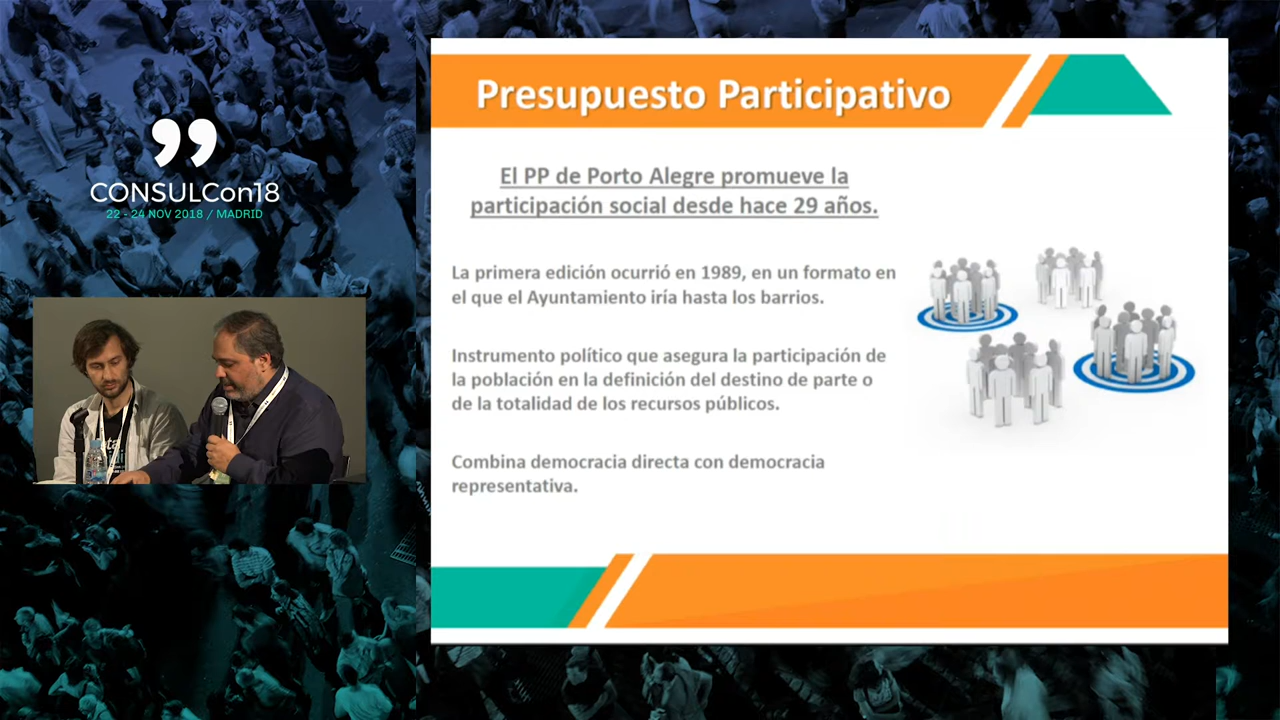 CONSULCon18
22 - 24 NOV 2018 / MADRID
Presupuesto Participativo
El PP de Porto Alegre promueve la
participación social desde hace 29 años.
La primera edición ocurrió en 1989, en un formato en
el que el Ayuntamiento iría hasta los barrios.
Instrumento político que asegura la participación de
la población en la definición del destino de parte o
de la totalidad de los recursos públicos.
Combina democracia directa con democracia
representativa.